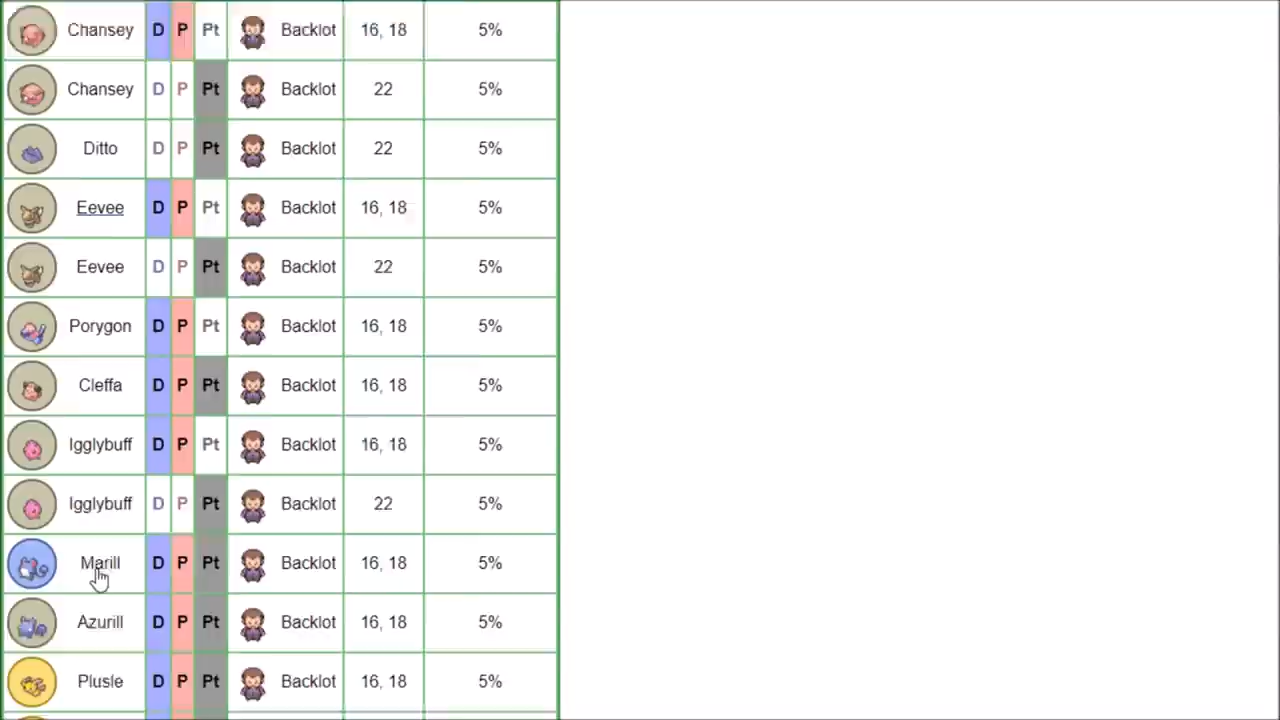 Chansey D P Pt Backlot 16, 18 5%
Chansey D P Pt Backlot 22 5%
Ditto D P Pt Backlot 22 5%
Eevee D P Pt Backlot 16, 18 5%
Eevee D P Pt Backlot 22 5%
Porygon D P Pt Backlot 16, 18 5%
Cleffa D P Pt Backlot 16, 18 5%
Igglybuff D P Pt Backlot 16, 18 5%
Igglybuff D P Pt Backlot 22 5%
Marill D P Pt Backlot 16, 18 5%
Azurill D P Pt Backlot 16, 18 5%
Plusle D P Pt Backlot 16, 18 5%